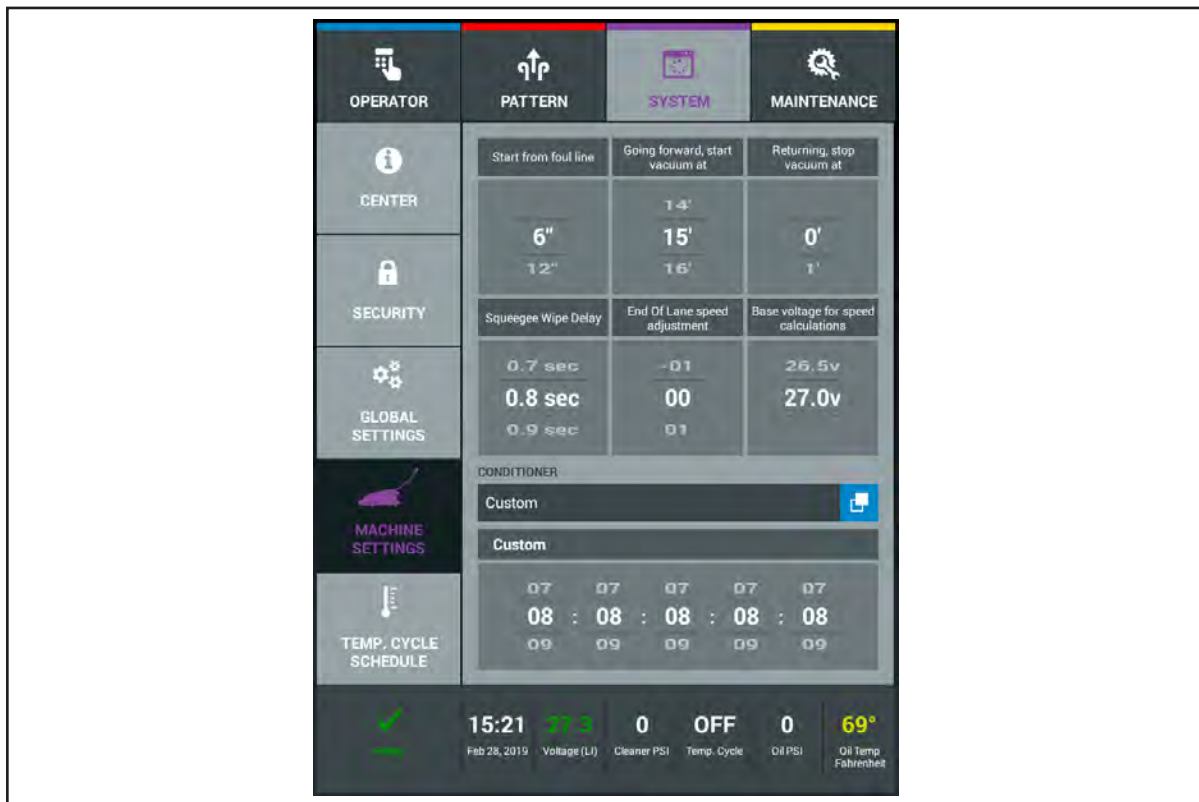 OPERATOR
PATTERN
SYSTEM
MAINTENANCE
CENTER
SECURITY
GLOBAL
SETTINGS
MACHINE
SETTINGS
TEMP. CYCLE
SCHEDULE
Start from foul line
Going forward, start
vacuum at
Returning, stop
vacuum at
14'
6" 15' 0'
12" 16' 1'
Squeegee Wipe Delay
End Of Lane speed
adjustment
Base voltage for speed
calculations
0.7 sec -01 26.5v
0.8 sec 00 27.0v
0.9 sec 01
CONDITIONER
Custom
Custom
07 07 07 07 07
08 : 08 : 08 : 08 : 08
09 09 09 09 09
15:21 27.3 0 OFF 0 69°
Feb 28, 2019 Voltage (LI) Cleaner PSI Temp. Cycle Oil PSI Oil Temp
Fahrenheit